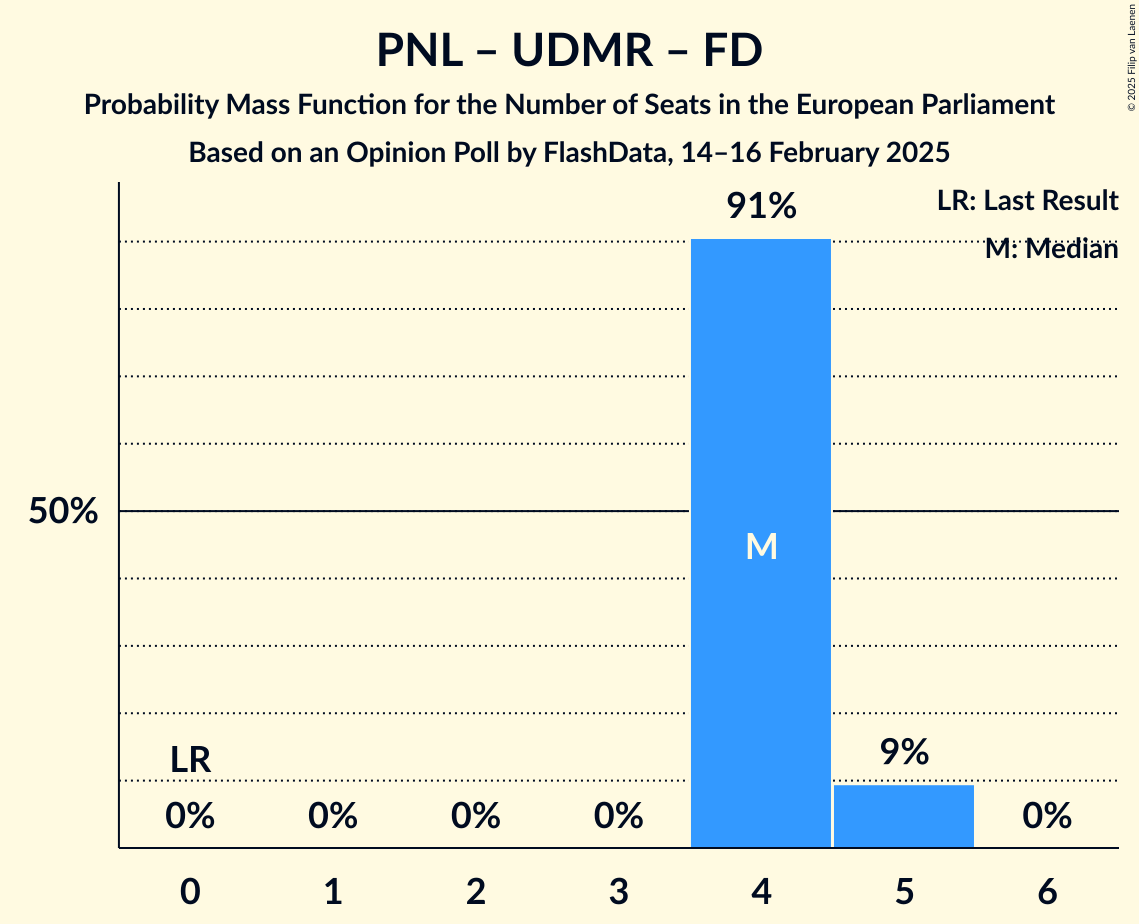 PNL – UDMR – FD
Probability Mass Function for the Number of Seats in the European Parliament
Based on an Opinion Poll by FlashData, 14–16 February 2025
© 2025 Filip van Laenen
LR: Last Result
M: Median
91%
50%
M
LR
9%
0% 0% 0% 0% 0%
0 1 2 3 4 5 6